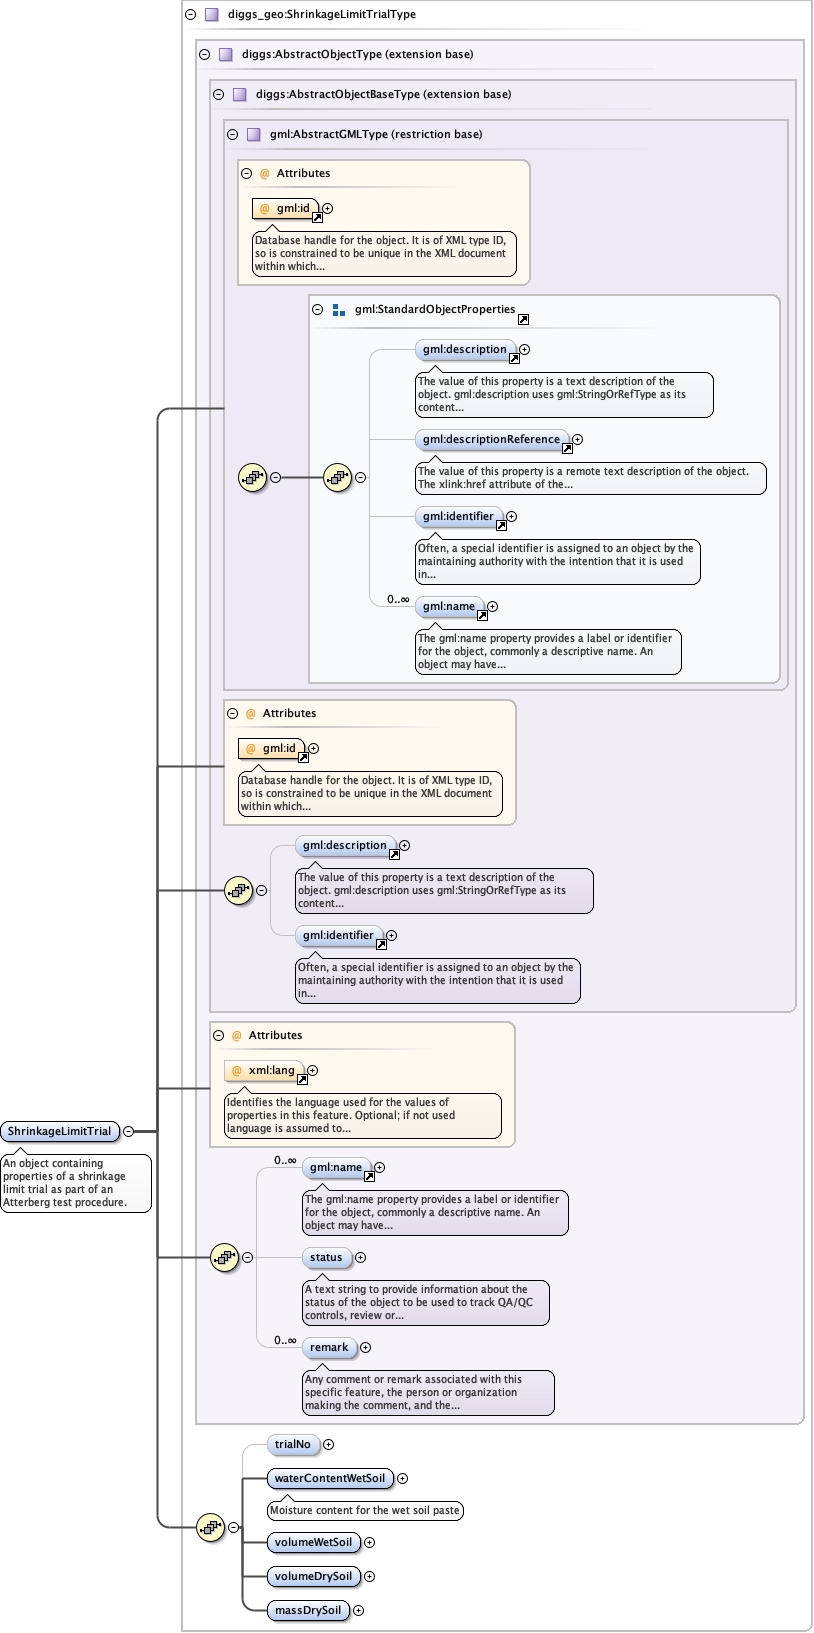 diggs_geo:ShrinkageLimitTrialType
diggs:AbstractObjectType (extension base)
diggs:AbstractObjectBaseType (extension base)
gml:AbstractGMLType (restriction base)
@ Attributes
@ gml:id
Database handle for the object. It is of XML type ID,
so is constrained to be unique in the XML document
within which...
gml:StandardObjectProperties
gml:description
The value of this property is a text description of the
object. gml:description uses gml:StringOrRefType as its
content...
gml:descriptionReference
The value of this property is a remote text description of the object.
The xlink:href attribute of the...
gml:identifier
Often, a special identifier is assigned to an object by the
maintaining authority with the intention that it is used
in...
0..∞
gml:name
The gml:name property provides a label or identifier
for the object, commonly a descriptive name. An
object may have...
@ Attributes
@ gml:id
Database handle for the object. It is of XML type ID,
so is constrained to be unique in the XML document
within which...
gml:description
The value of this property is a text description of the
object. gml:description uses gml:StringOrRefType as its
content...
gml:identifier
Often, a special identifier is assigned to an object by the
maintaining authority with the intention that it is used
in...
@ Attributes
@ xml:lang
Identifies the language used for the values of
properties in this feature. Optional; if not used
language is assumed to...
ShrinkageLimitTrial
An object containing
properties of a shrinkage
limit trial as part of an
Atterberg test procedure.
0..∞
gml:name
The gml:name property provides a label or identifier
for the object, commonly a descriptive name. An
object may have...
status
A text string to provide information about the
status of the object to be used to track QA/QC
controls, review or...
0..∞
remark
Any comment or remark associated with this
specific feature, the person or organization
making the comment, and the...
trialNo
waterContentWetSoil
Moisture content for the wet soil paste
volumeWetSoil
volumeDrySoil
massDrySoil